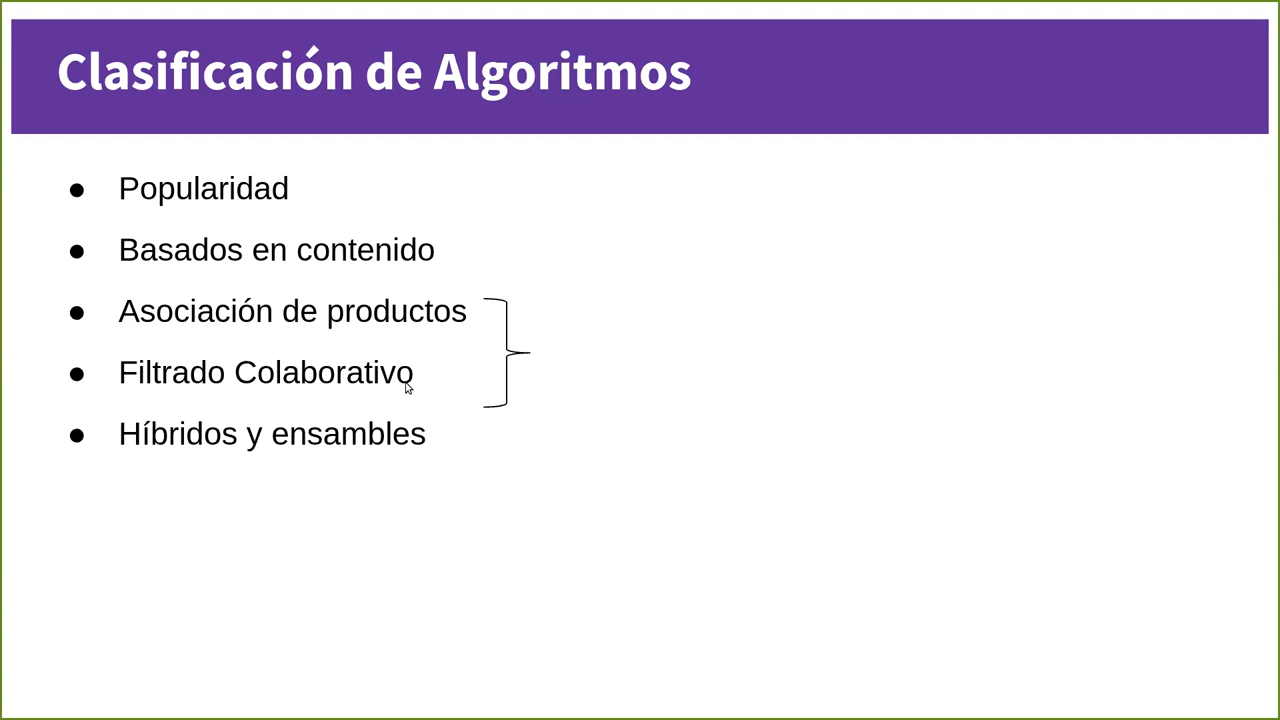 Clasificación de Algoritmos
● Popularidad
● Basados en contenido
● Asociación de productos
● Filtrado Colaborativo
● Híbridos y ensambles